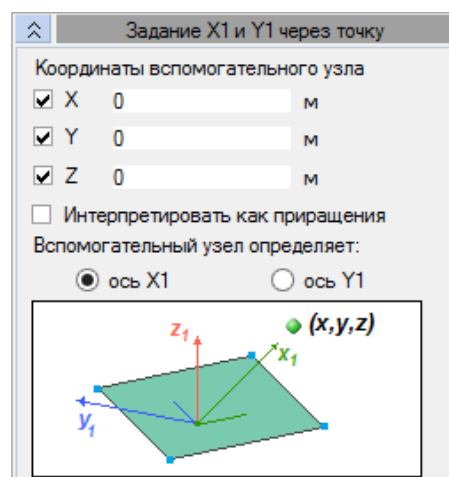 Задание X1 и Y1 через точку
Координаты вспомогательного узла
X 0 м
Y 0 м
Z 0 м
Интерпретировать как приращения
Вспомогательный узел определяет:
ось X1 ось Y1
z1 (x,y,z)
x1
y1